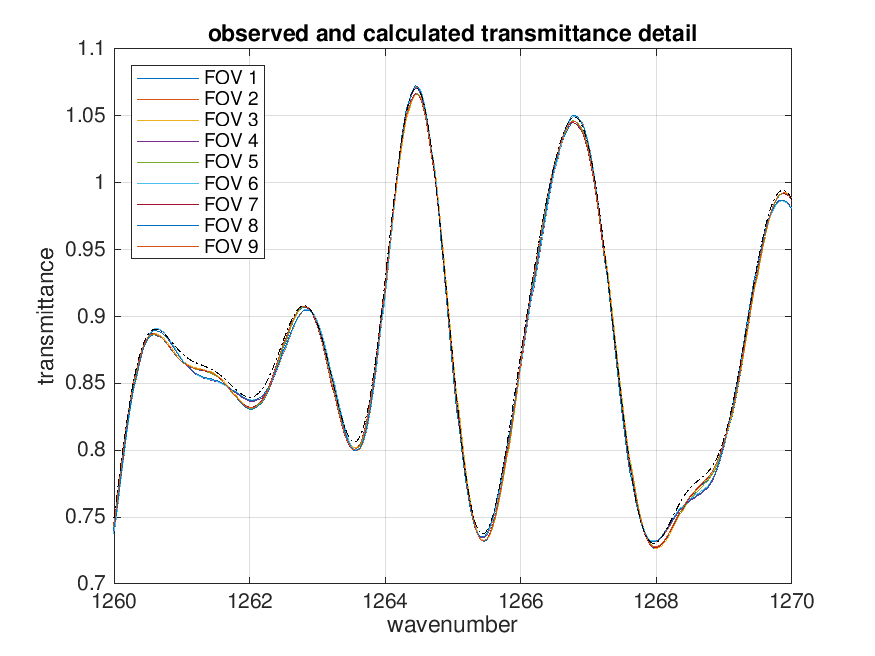 observed and calculated transmittance detail
1.1
1.05
1
0.95
0.9
0.85
0.8
0.75
0.7
transmittance
FOV 1
FOV 2
FOV 3
FOV 4
FOV 5
FOV 6
FOV 7
FOV 8
FOV 9
1260
1262
1264
1266
1268
1270
wavenumber